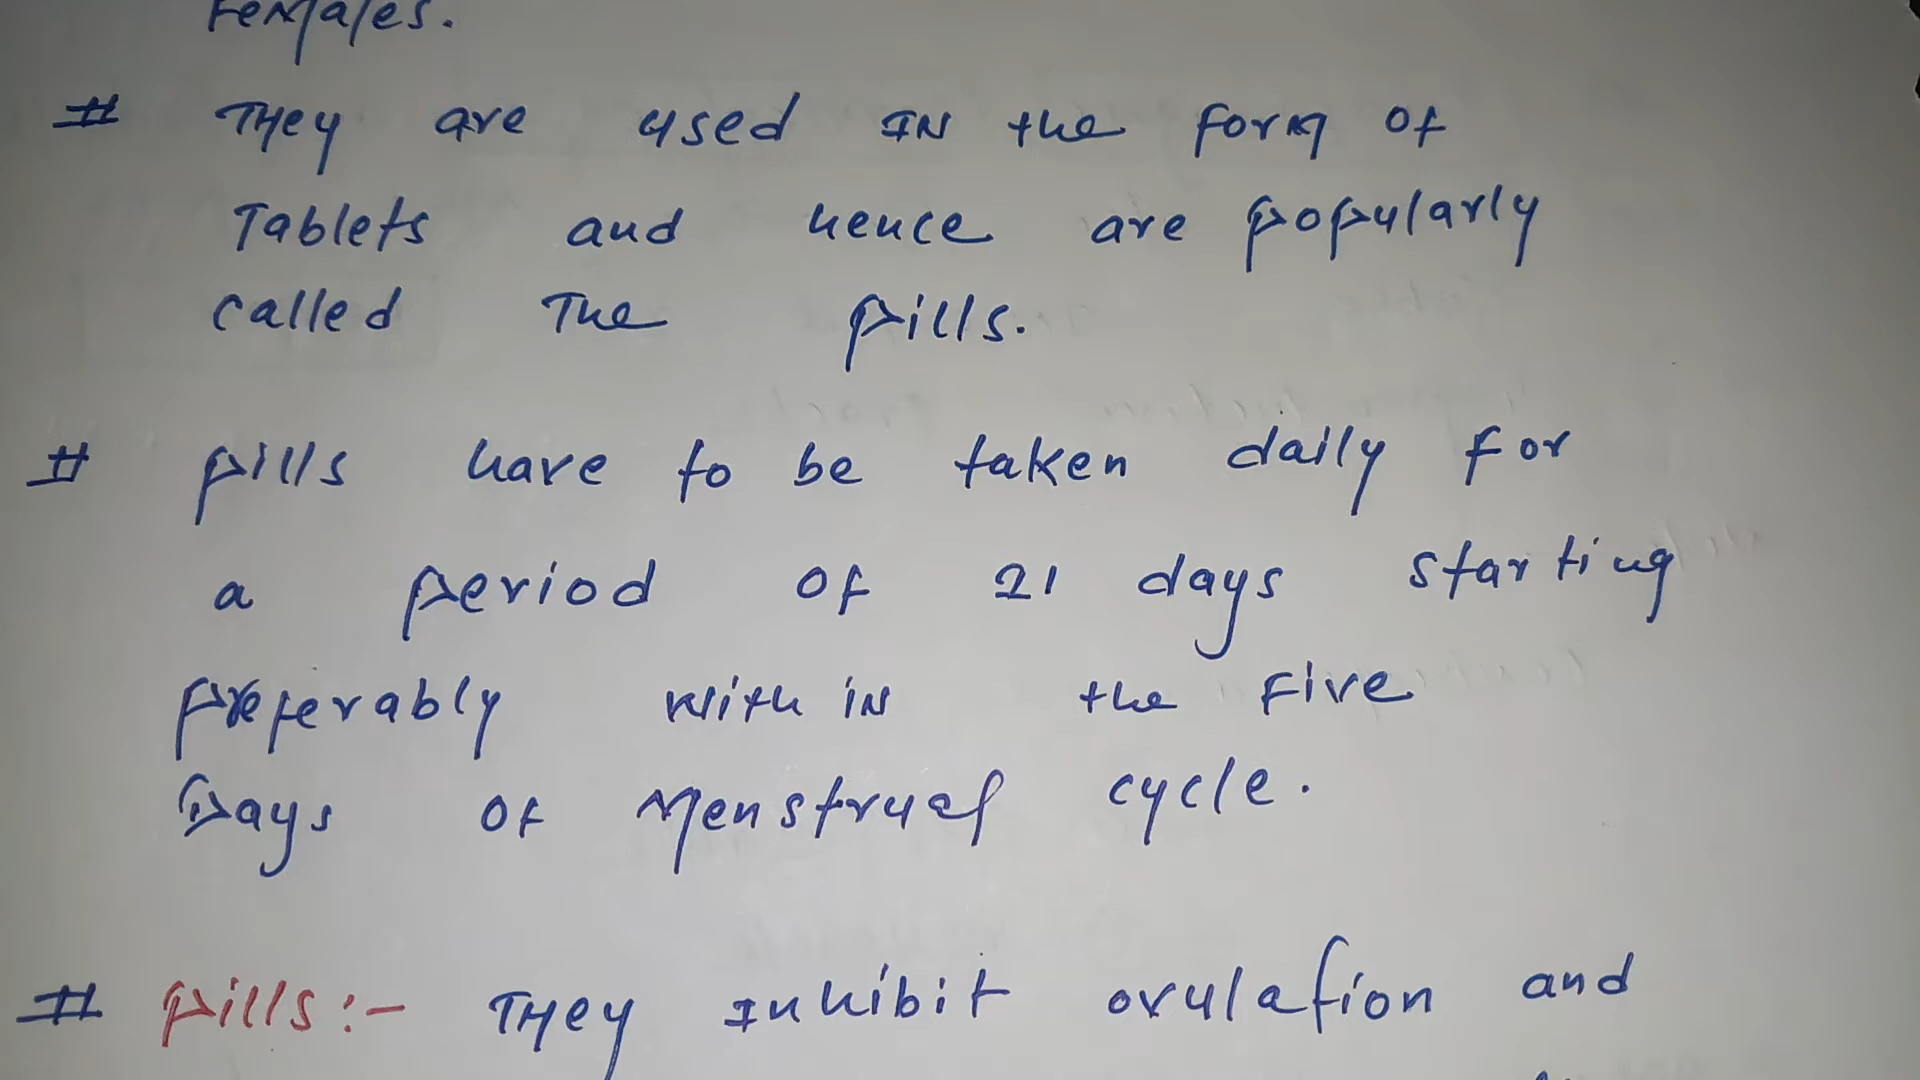 Females.
# They are used IN the form of
Tablets and hence are popularly
called The pills.
# pills have to be taken daily for
a period of 21 days starting
preferably with in the Five
Days of Menstrual cycle.
# pills:- They Inhibit ovulation and